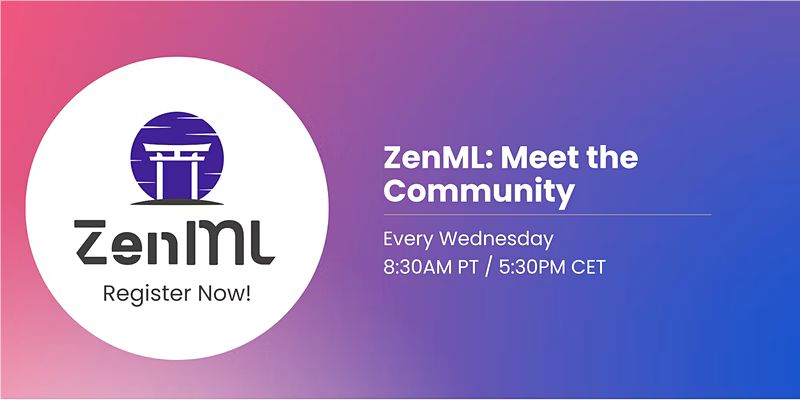 ZenML
Register Now!
ZenML: Meet the
Community
Every Wednesday
8:30AM PT / 5:30PM CET